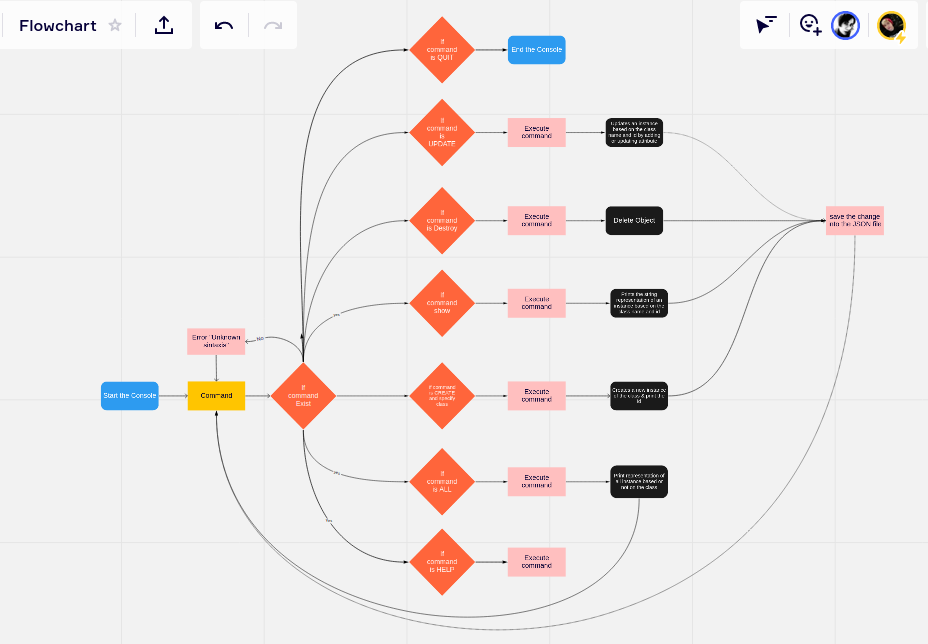 Flowchart
If
command
is QUIT
End the Console
If
command
is
UPDATE
Execute
command
Updates an instance
based on the class
name and id by adding
or updating attribute
If
command
is Destroy
Execute
command
Delete Object
save the change
into the JSON file
If
command
show
Execute
command
Prints the string
representation of an
instance based on the
class name and id
Yes
Error "Unknown
sintaxis"
No
Start the Console
Command
If
command
Exist
If command
is CREATE
and specify
class
Execute
command
Creates a new instance
of the class & print the
id.
Yes
If
command
is ALL
Execute
command
Print representation of
all instance based or
not on the class
Yes
If
command
is HELP
Execute
command